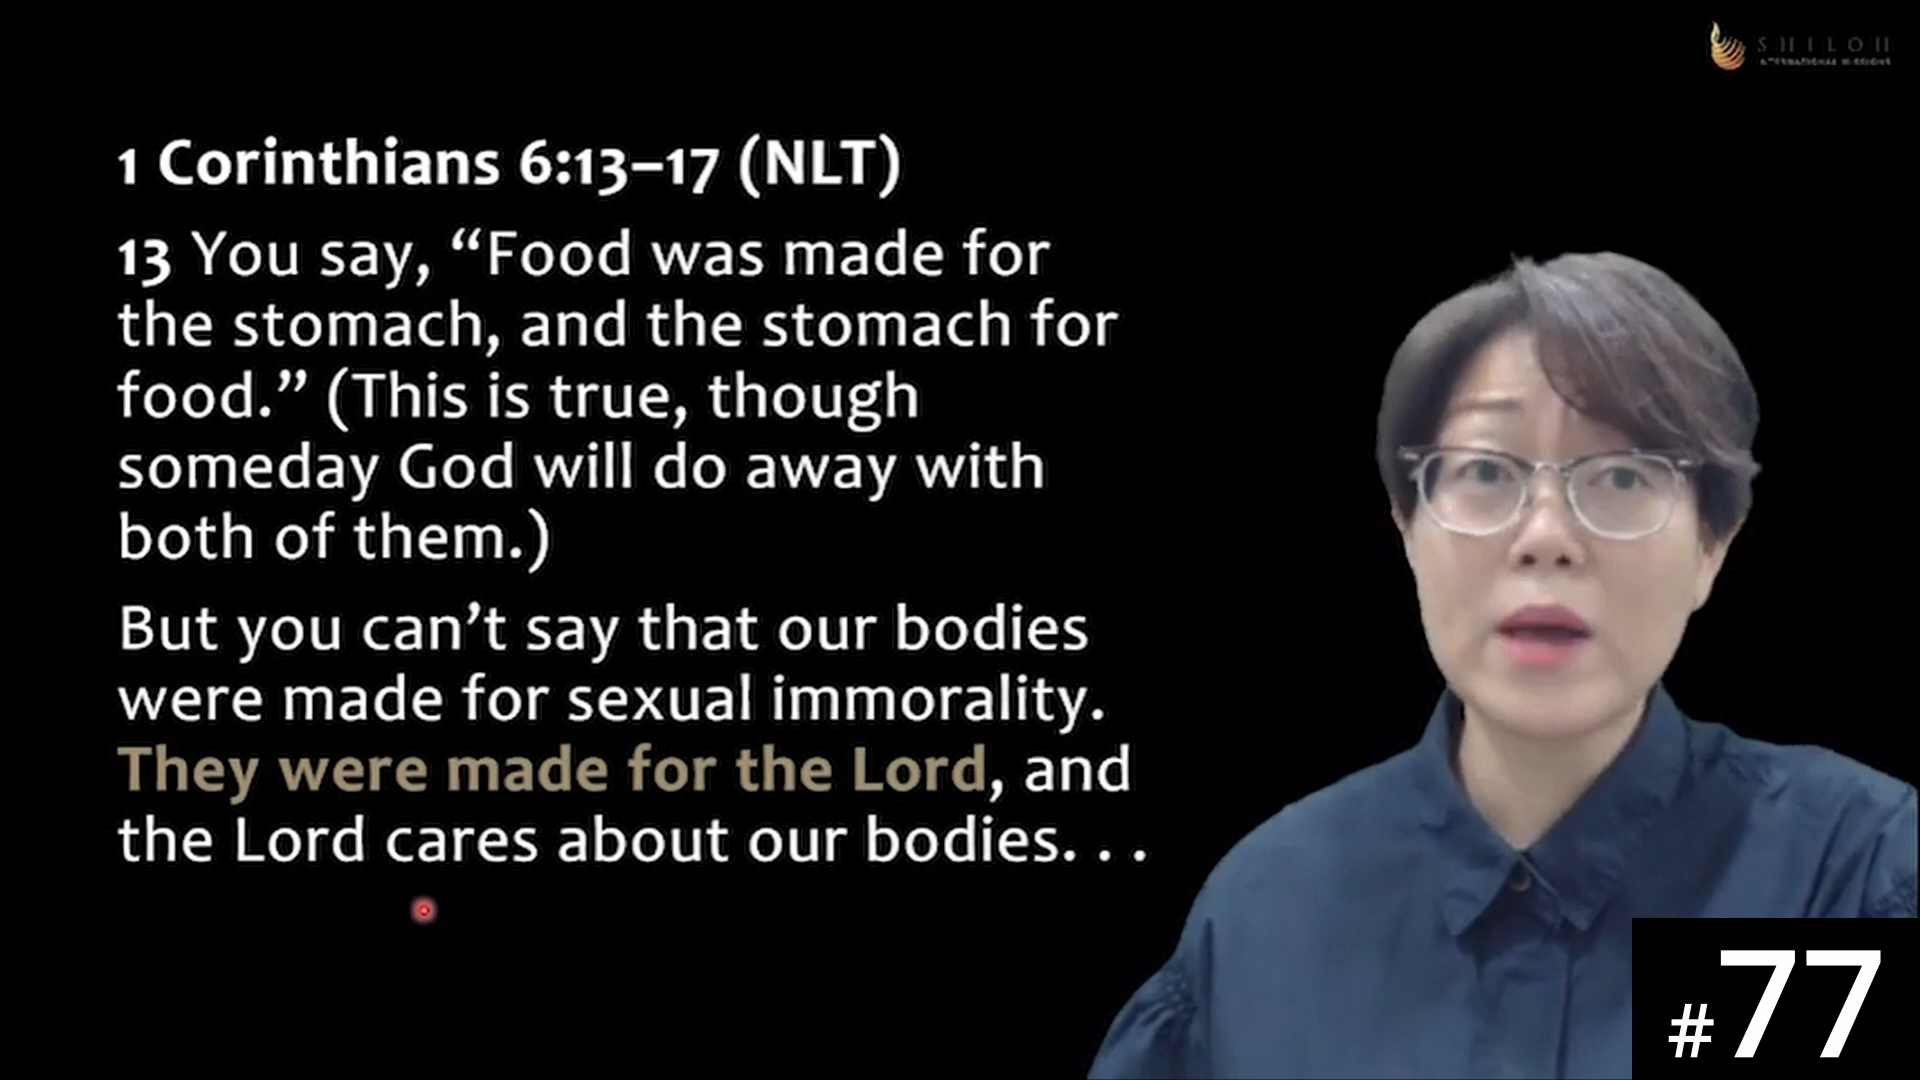 SHILOH
INTERNATIONAL MISSIONS
1 Corinthians 6:13–17 (NLT)
13 You say, “Food was made for
the stomach, and the stomach for
food.” (This is true, though
someday God will do away with
both of them.)
But you can’t say that our bodies
were made for sexual immorality.
They were made for the Lord, and
the Lord cares about our bodies. . .
#77